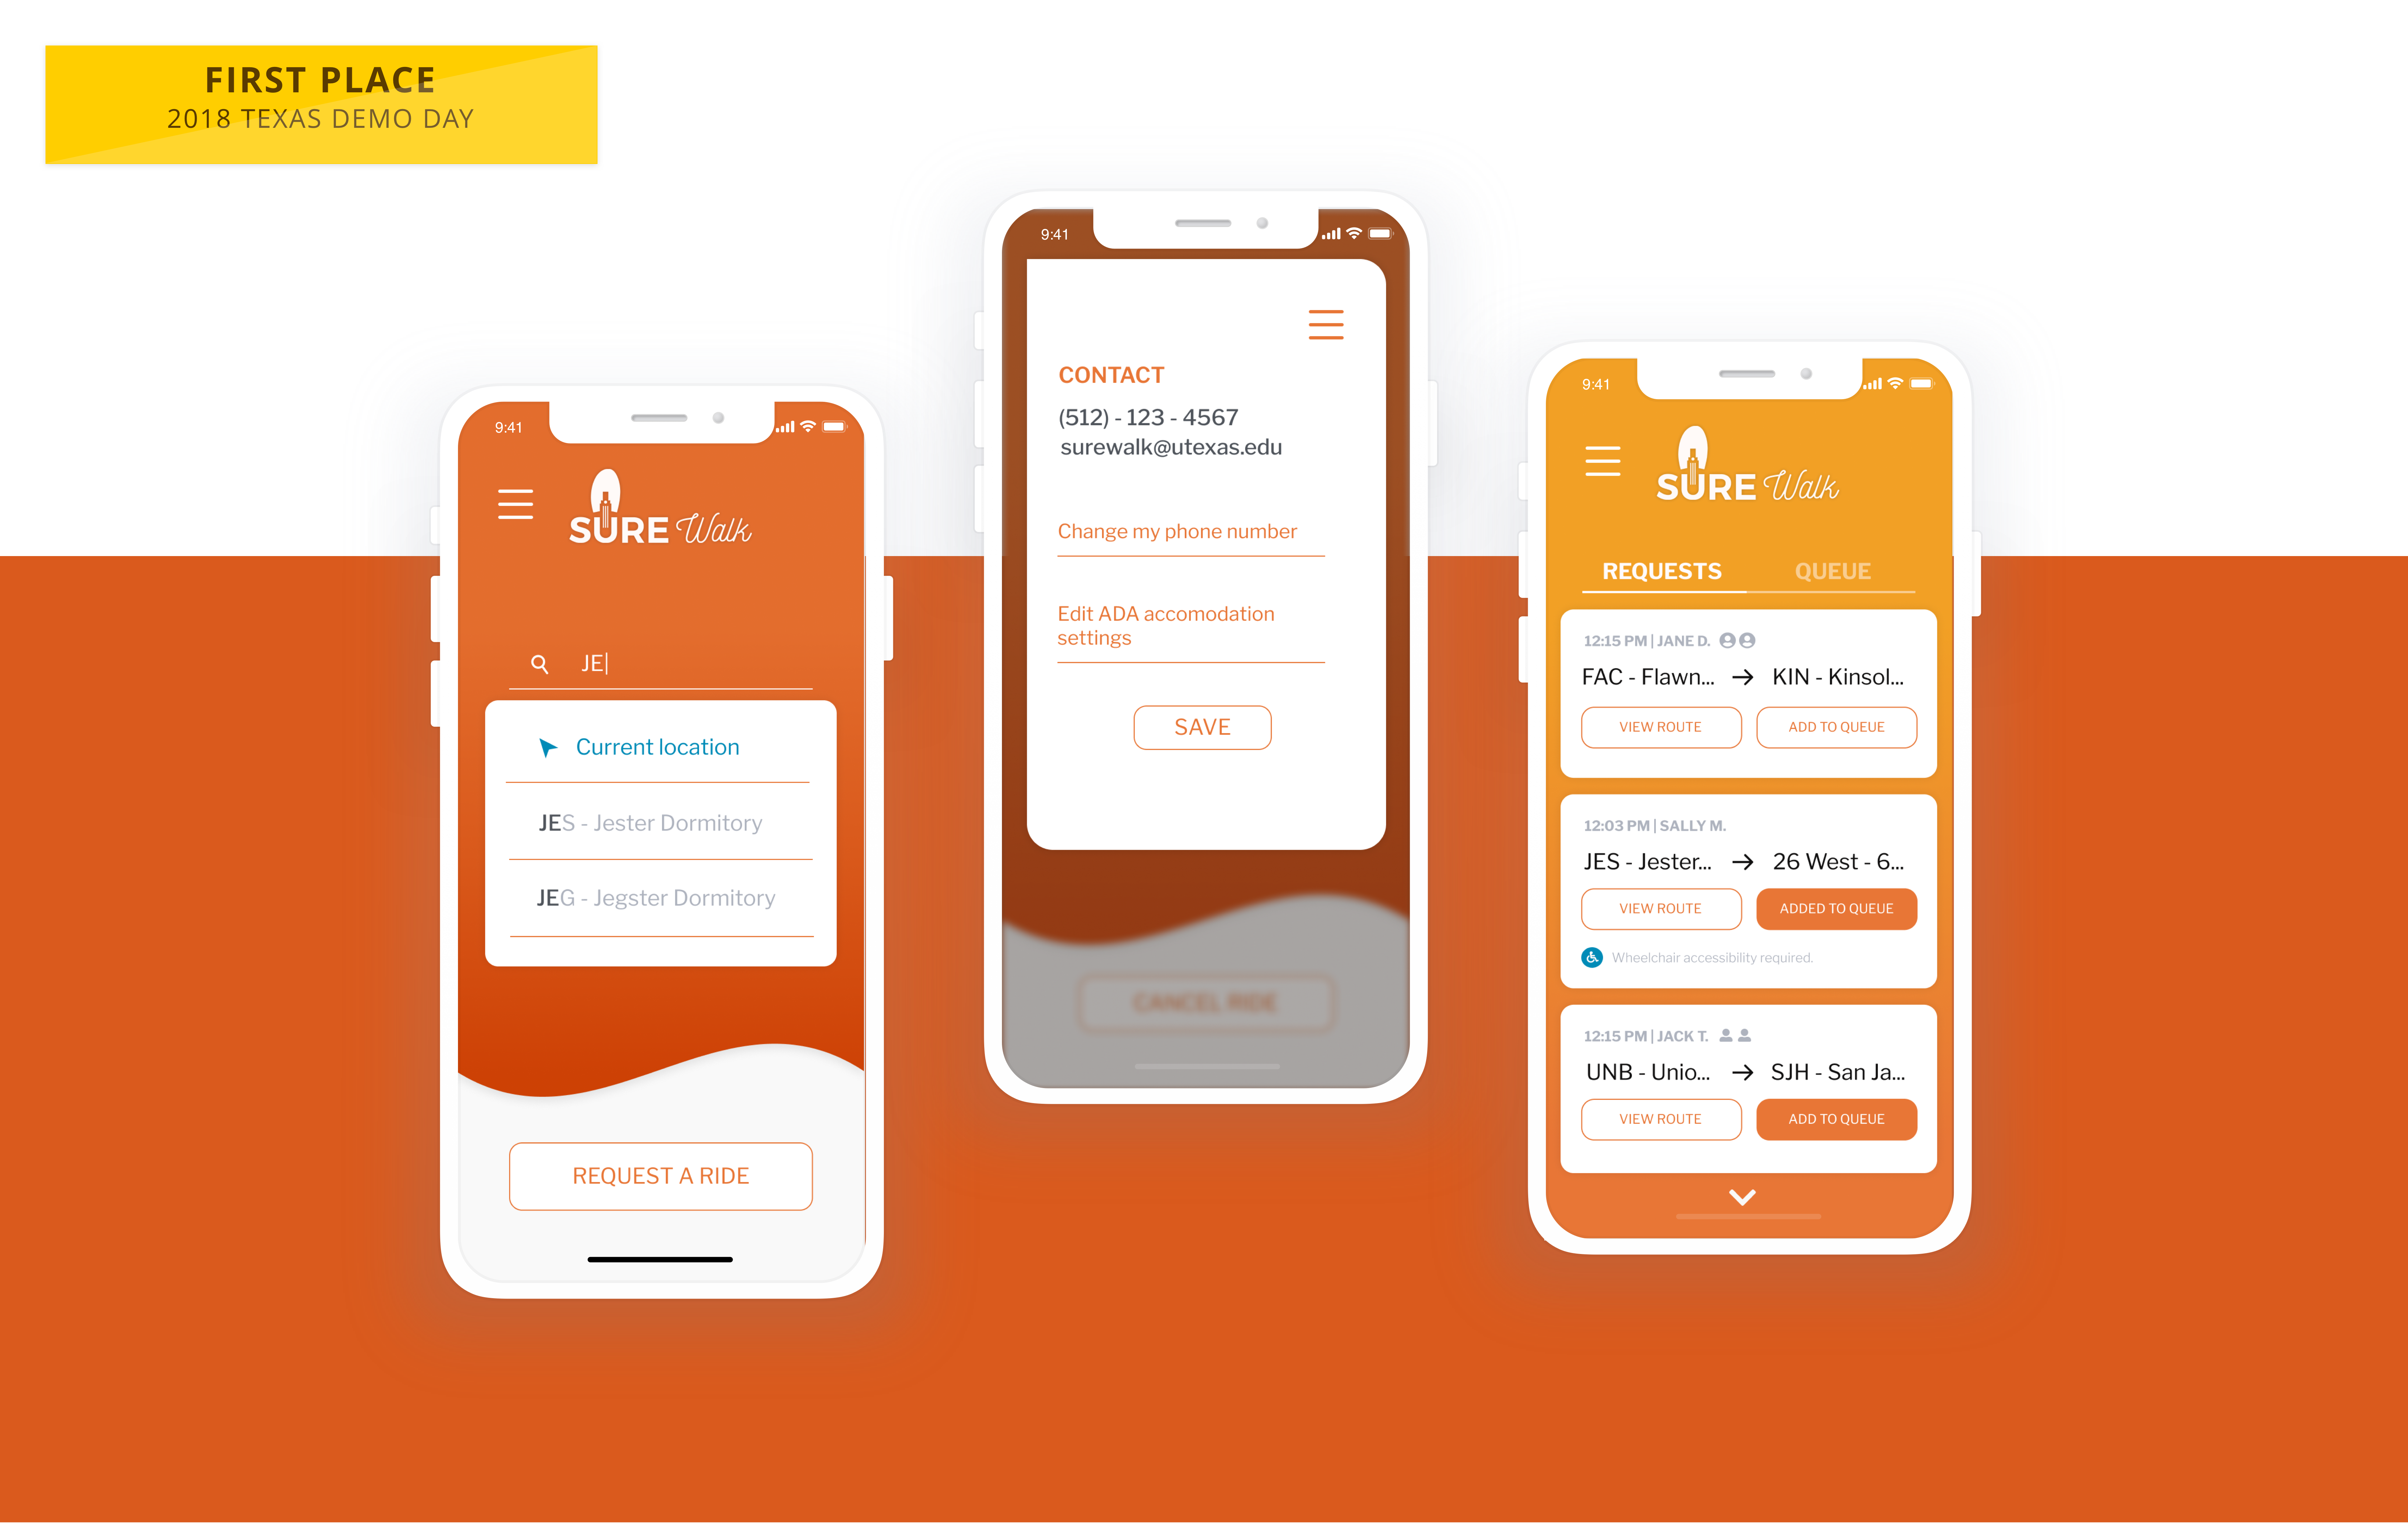 FIRST PLACE
2018 TEXAS DEMO DAY
9:41
SURE Walk
JE
Current location
JES - Jester Dormitory
JEG - Jegster Dormitory
REQUEST A RIDE
9:41
CONTACT
(512) - 123 - 4567
surewalk@utexas.edu
Change my phone number
Edit ADA accomodation
settings
SAVE
CANCEL RIDE
9:41
SURE Walk
REQUESTS QUEUE
12:15 PM | JANE D.
FAC - Flawn... → KIN - Kinsol...
VIEW ROUTE ADD TO QUEUE
12:03 PM | SALLY M.
JES - Jester... → 26 West - 6...
VIEW ROUTE ADDED TO QUEUE
Wheelchair accessibility required.
12:15 PM | JACK T.
UNB - Unio... → SJH - San Ja...
VIEW ROUTE ADD TO QUEUE